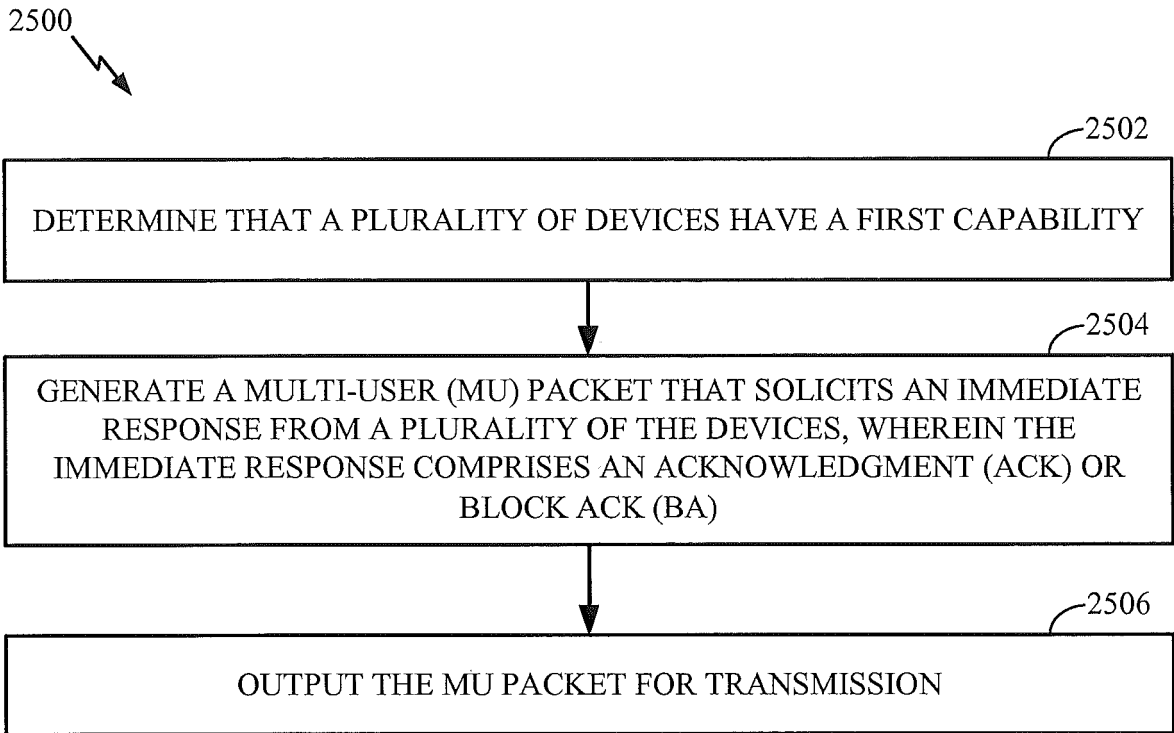 2500
2502
DETERMINE THAT A PLURALITY OF DEVICES HAVE A FIRST CAPABILITY
2504
GENERATE A MULTI-USER (MU) PACKET THAT SOLICITS AN IMMEDIATE
RESPONSE FROM A PLURALITY OF THE DEVICES, WHEREIN THE
IMMEDIATE RESPONSE COMPRISES AN ACKNOWLEDGMENT (ACK) OR
BLOCK ACK (BA)
2506
OUTPUT THE MU PACKET FOR TRANSMISSION